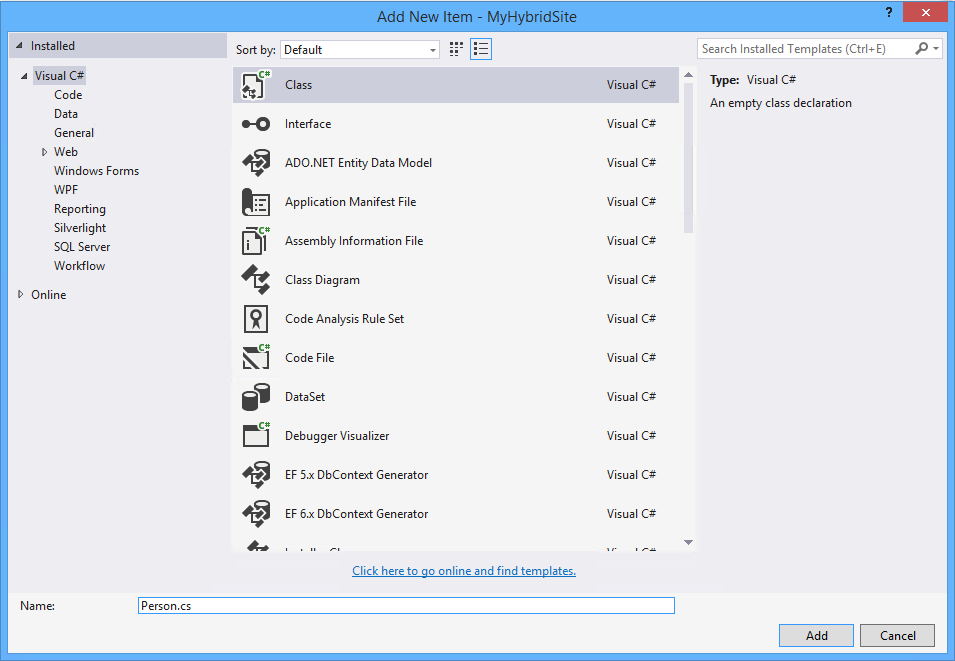 Add New Item - MyHybridSite
?
Installed
Sort by: Default
Search Installed Templates (Ctrl+E)
Visual C#
Code
Data
General
Web
Windows Forms
WPF
Reporting
Silverlight
SQL Server
Workflow
Online
C# Class Visual C#
Interface Visual C#
ADO.NET Entity Data Model Visual C#
Application Manifest File Visual C#
C# Assembly Information File Visual C#
Class Diagram Visual C#
Code Analysis Rule Set Visual C#
C# Code File Visual C#
DataSet Visual C#
C# Debugger Visualizer Visual C#
EF 5.x DbContext Generator Visual C#
EF 6.x DbContext Generator Visual C#
Type: Visual C#
An empty class declaration
Click here to go online and find templates.
Name: Person.cs
Add Cancel